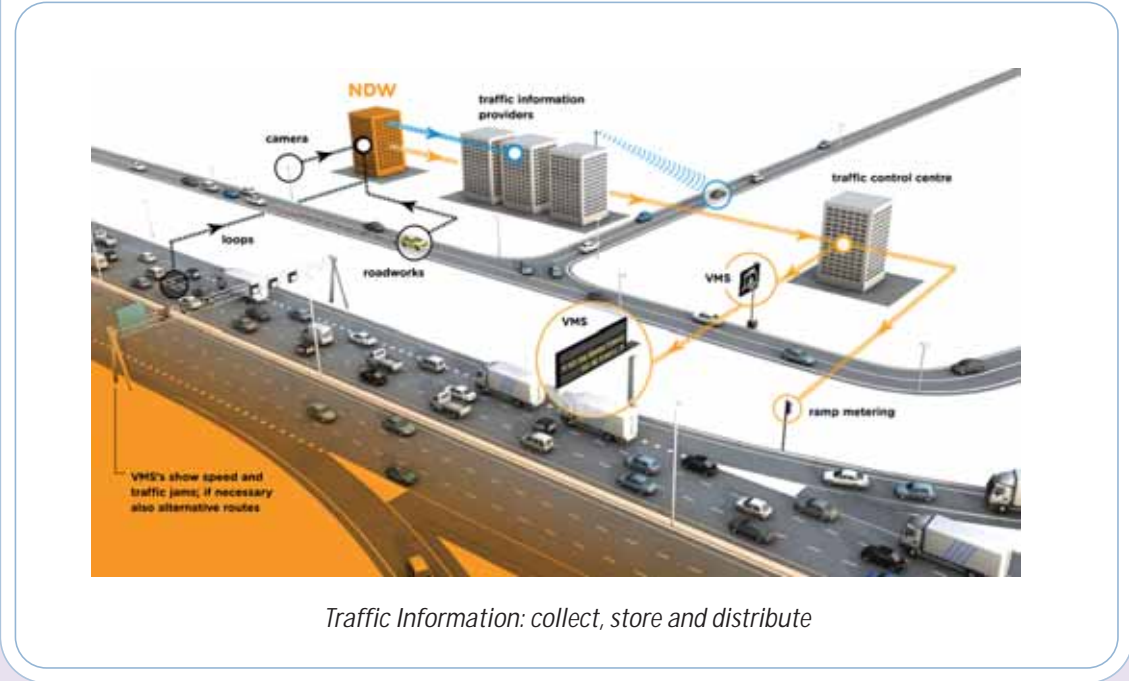 NDW
traffic information
providers
camera
traffic control centre
loops
roadworks
VMS
VMS
ramp metering
VMS's show speed and
traffic jams; if necessary
also alternative routes
Traffic Information: collect, store and distribute